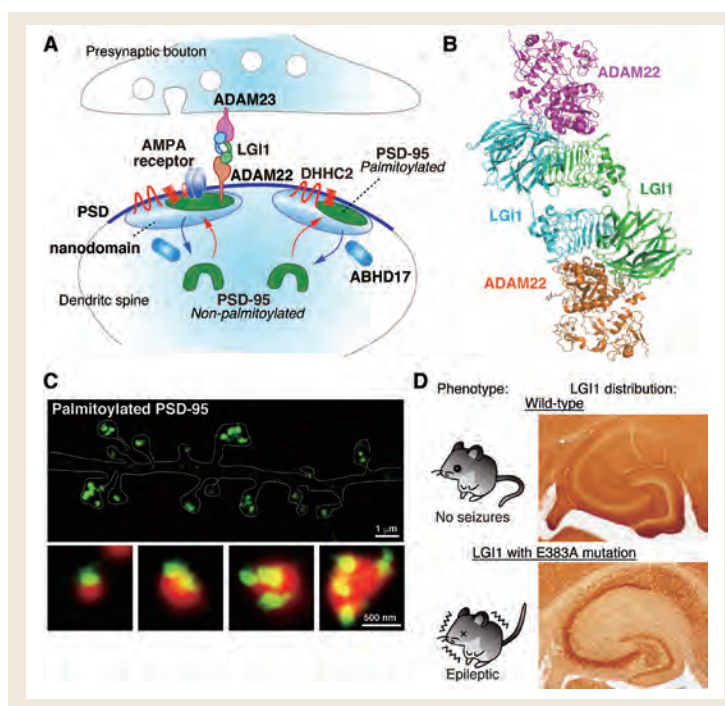 A
Presynaptic bouton
ADAM23
LGI1
AMPA
receptor
ADAM22
DHHC2
PSD-95
Palmitoylated
PSD
nanodomain
ABHD17
PSD-95
Non-palmitoylated
Dendritic spine
B
ADAM22
LGI1
LGI1
ADAM22
C
Palmitoylated PSD-95
1 μm
500 nm
D
Phenotype:
LGI1 distribution:
Wild-type
No seizures
LGI1 with E383A mutation
Epileptic